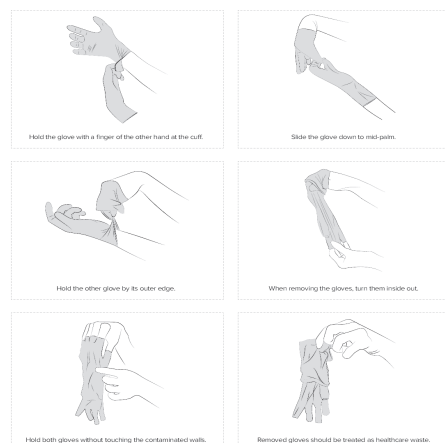 Hold the glove with a finger of the other hand at the cuff.
Slide the glove down to mid-palm.
Hold the other glove by its outer edge.
When removing the gloves, turn them inside out.
Hold both gloves without touching the contaminated walls.
Removed gloves should be treated as healthcare waste.